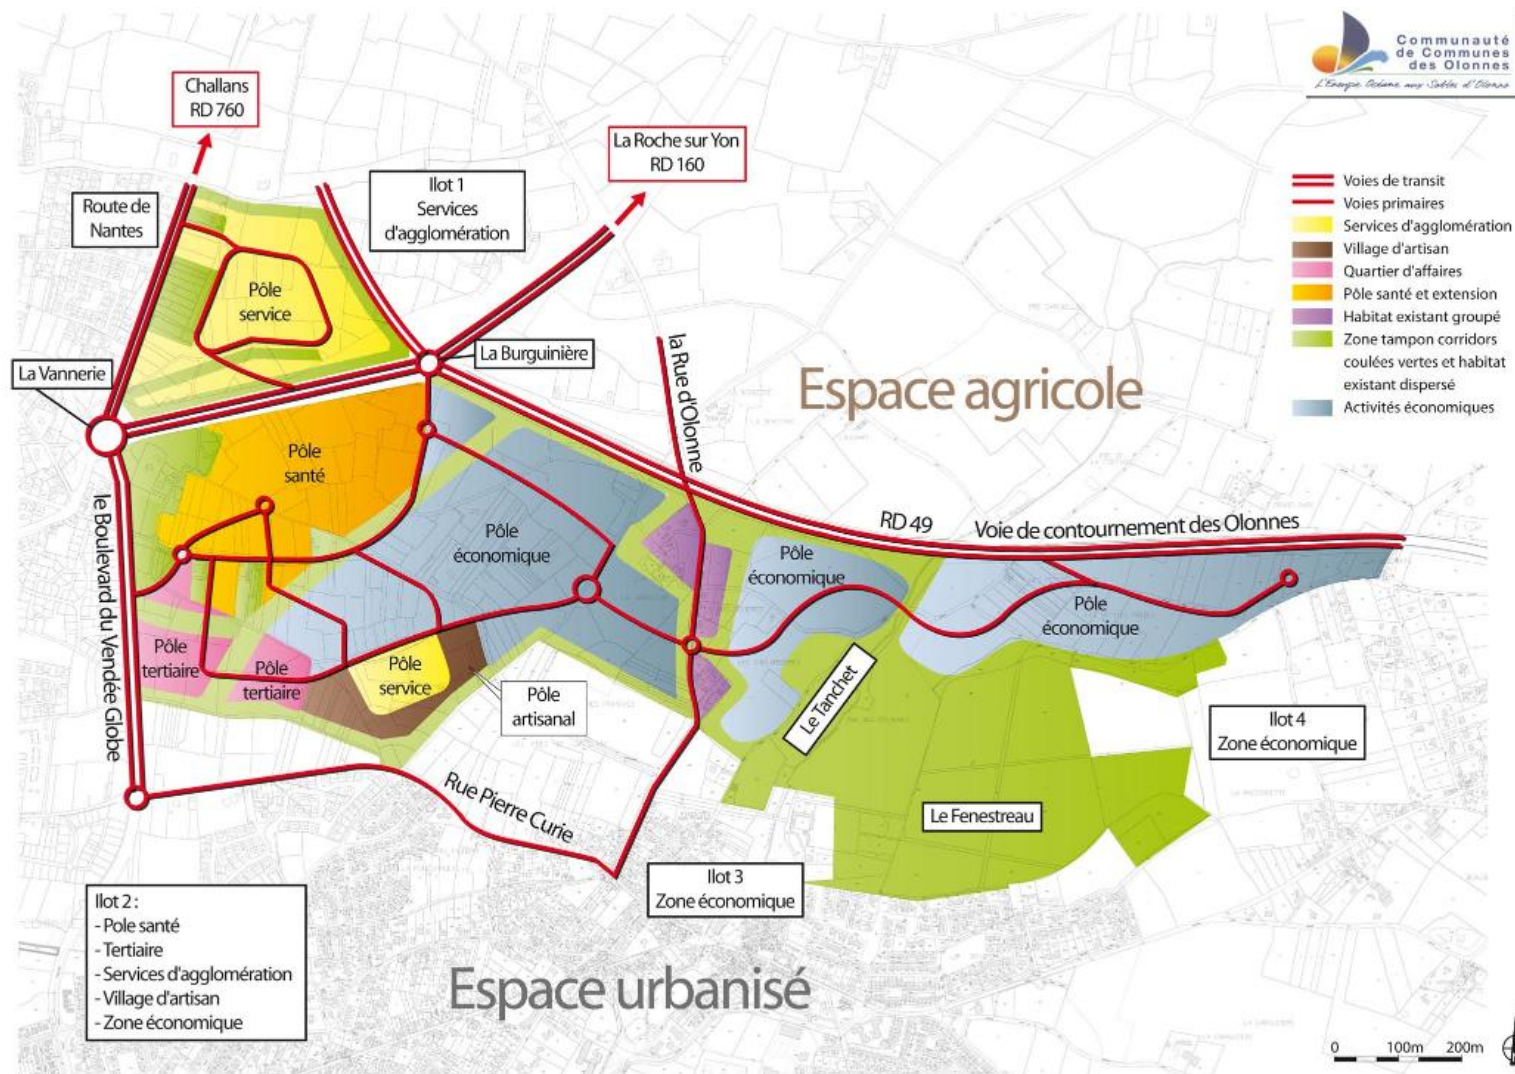 Communauté
de Communes
des Olonnes
L'Energie Océane aux Sables d'Olonne
Challans
RD 760
La Roche sur Yon
RD 160
Ilot 1
Services
d'agglomération
Route de
Nantes
Voies de transit
Voies primaires
Services d'agglomération
Village d'artisan
Quartier d'affaires
Pôle santé et extension
Habitat existant groupé
Zone tampon corridors
coulées vertes et habitat
existant dispersé
Activités économiques
Pôle
service
La Burguinière
La Vannerie
la Rue d'Olonne
Espace agricole
Pôle
santé
le Boulevard du Vendée Globe
RD 49
Voie de contournement des Olonnes
Pôle
économique
Pôle
économique
Pôle
économique
Pôle
tertiaire
Pôle
tertiaire
Pôle
service
Pôle
artisanal
Le Tanchet
Ilot 4
Zone économique
Rue Pierre Curie
Le Fenestreau
Ilot 3
Zone économique
Ilot 2 :
- Pole santé
- Tertiaire
- Services d'agglomération
- Village d'artisan
- Zone économique
Espace urbanisé
0 100m 200m